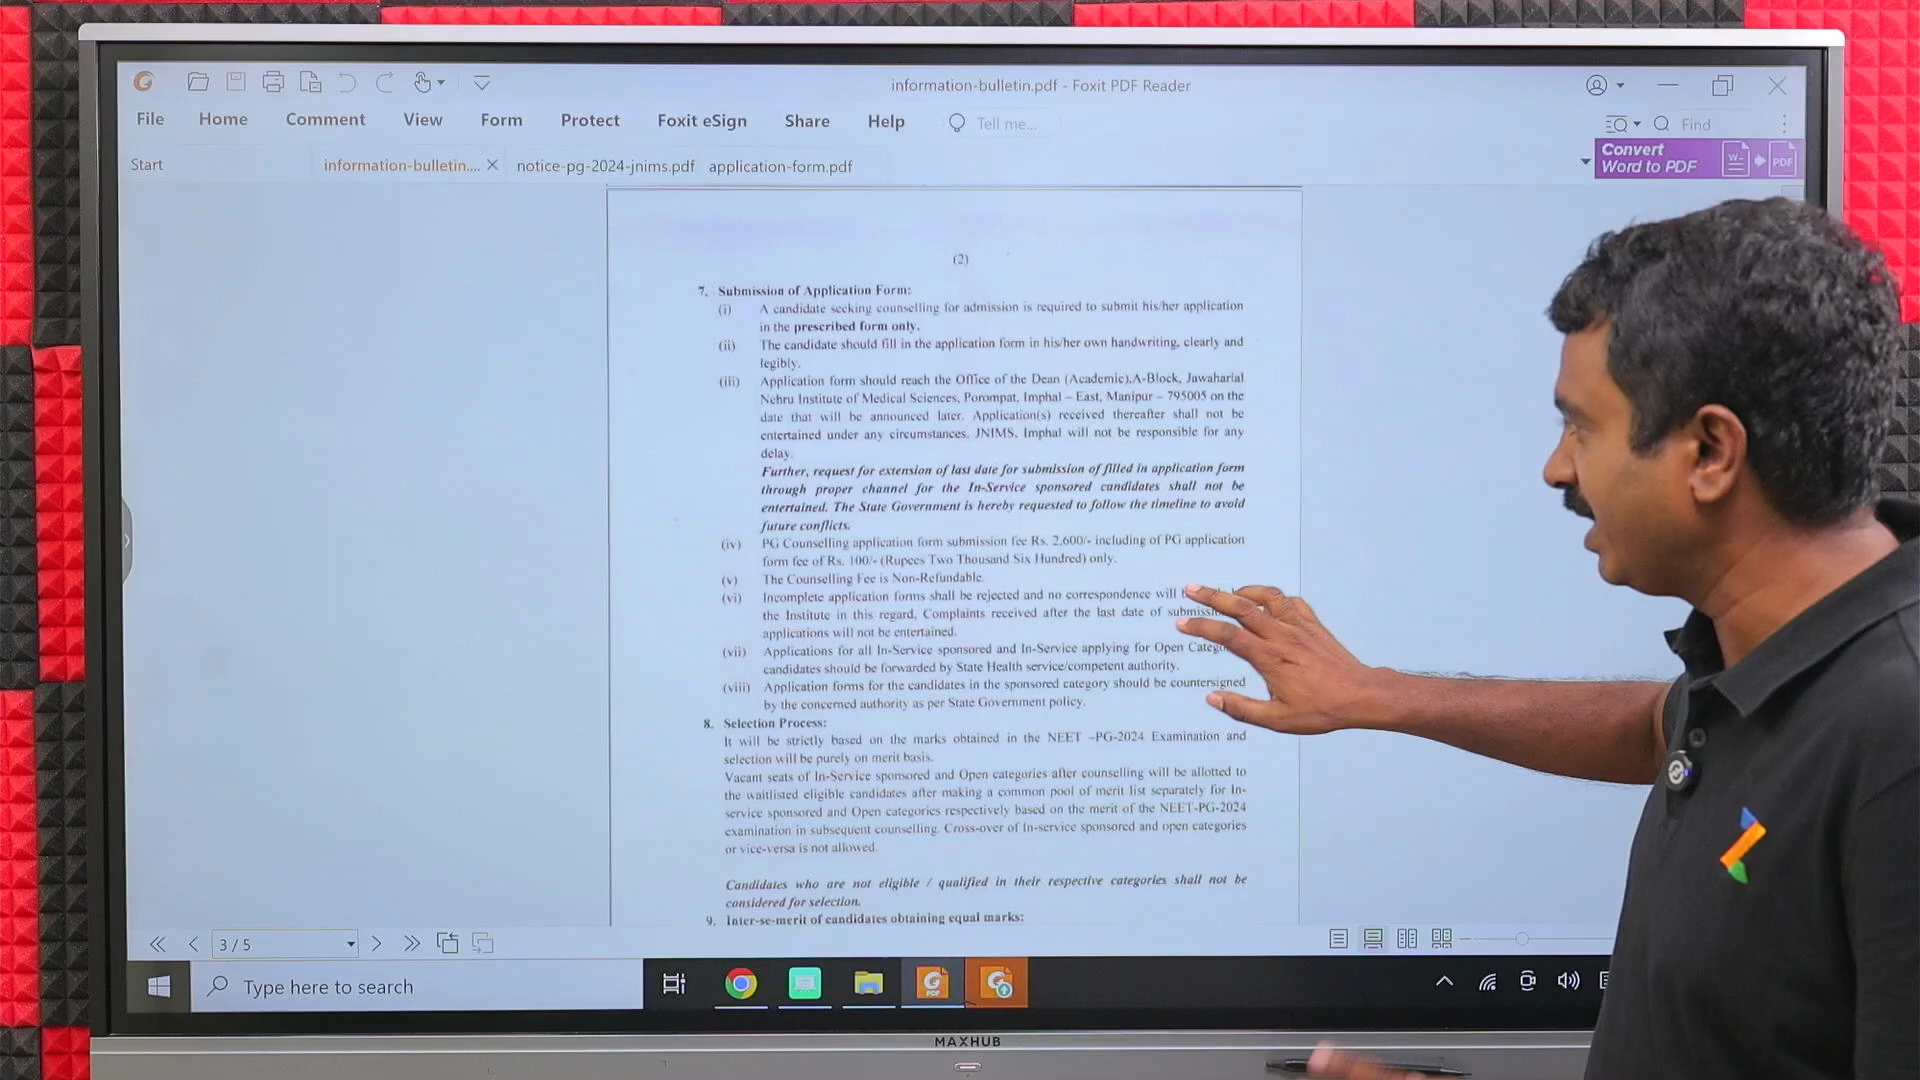 information-bulletin.pdf - Foxit PDF Reader
File Home Comment View Form Protect Foxit eSign Share Help Tell me... Find
Start information-bulletin.... notice-pg-2024-jnims.pdf application-form.pdf
Convert
Word to PDF
W
PDF
(2)
7. Submission of Application Form:
(i) A candidate seeking counselling for admission is required to submit his/her application
in the prescribed form only.
(ii) The candidate should fill in the application form in his/her own handwriting, clearly and
legibly.
(iii) Application form should reach the Office of the Dean (Academic),A-Block, Jawaharlal
Nehru Institute of Medical Sciences, Porompat, Imphal – East, Manipur – 795005 on the
date that will be announced later. Application(s) received thereafter shall not be
entertained under any circumstances. JNIMS, Imphal will not be responsible for any
delay.
Further, request for extension of last date for submission of filled in application form
through proper channel for the In-Service sponsored candidates shall not be
entertained. The State Government is hereby requested to follow the timeline to avoid
future conflicts.
(iv) PG Counselling application form submission fee Rs. 2,600/- including of PG application
form fee of Rs. 100/- (Rupees Two Thousand Six Hundred) only.
(v) The Counselling Fee is Non-Refundable.
(vi) Incomplete application forms shall be rejected and no correspondence will
the Institute in this regard. Complaints received after the last date of
applications will not be entertained.
(vii) Applications for all In-Service sponsored and In-Service applying for Open
candidates should be forwarded by State Health service/competent authority.
(viii) Application forms for the candidates in the sponsored category should be countersigned
by the concerned authority as per State Government policy.
8. Selection Process:
It will be strictly based on the marks obtained in the NEET –PG-2024 Examination and
selection will be purely on merit basis.
Vacant seats of In-Service sponsored and Open categories after counselling will be allotted to
the waitlisted eligible candidates after making a common pool of merit list separately for In-
service sponsored and Open categories respectively based on the merit of the NEET-PG-2024
examination in subsequent counselling. Cross-over of In-service sponsored and open categories
or vice-versa is not allowed.
Candidates who are not eligible / qualified in their respective categories shall not be
considered for selection.
9. Inter-se-merit of candidates obtaining equal marks:
3 / 5
Type here to search
PDF
MAXHUB